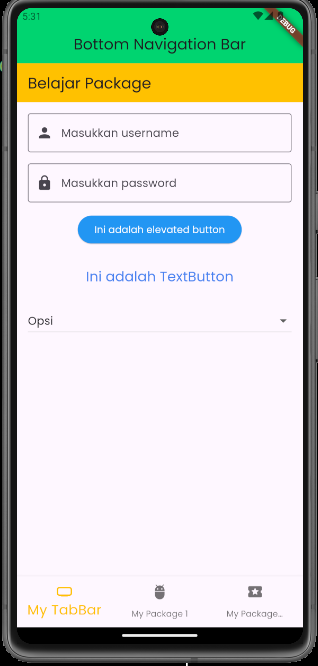 5:31
DEBUG
Bottom Navigation Bar
Belajar Package
Masukkan username
Masukkan password
Ini adalah elevated button
Ini adalah TextButton
Opsi
My TabBar
My Package 1
My Package...